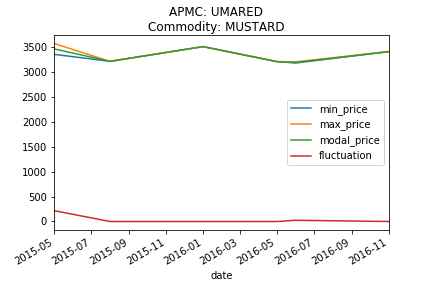 APMC: UMARED
Commodity: MUSTARD
3500
3000
2500
2000
1500
1000
500
0
min_price
max_price
modal_price
fluctuation
2015-05
2015-07
2015-09
2015-11
2016-01
2016-03
2016-05
2016-07
2016-09
2016-11
date